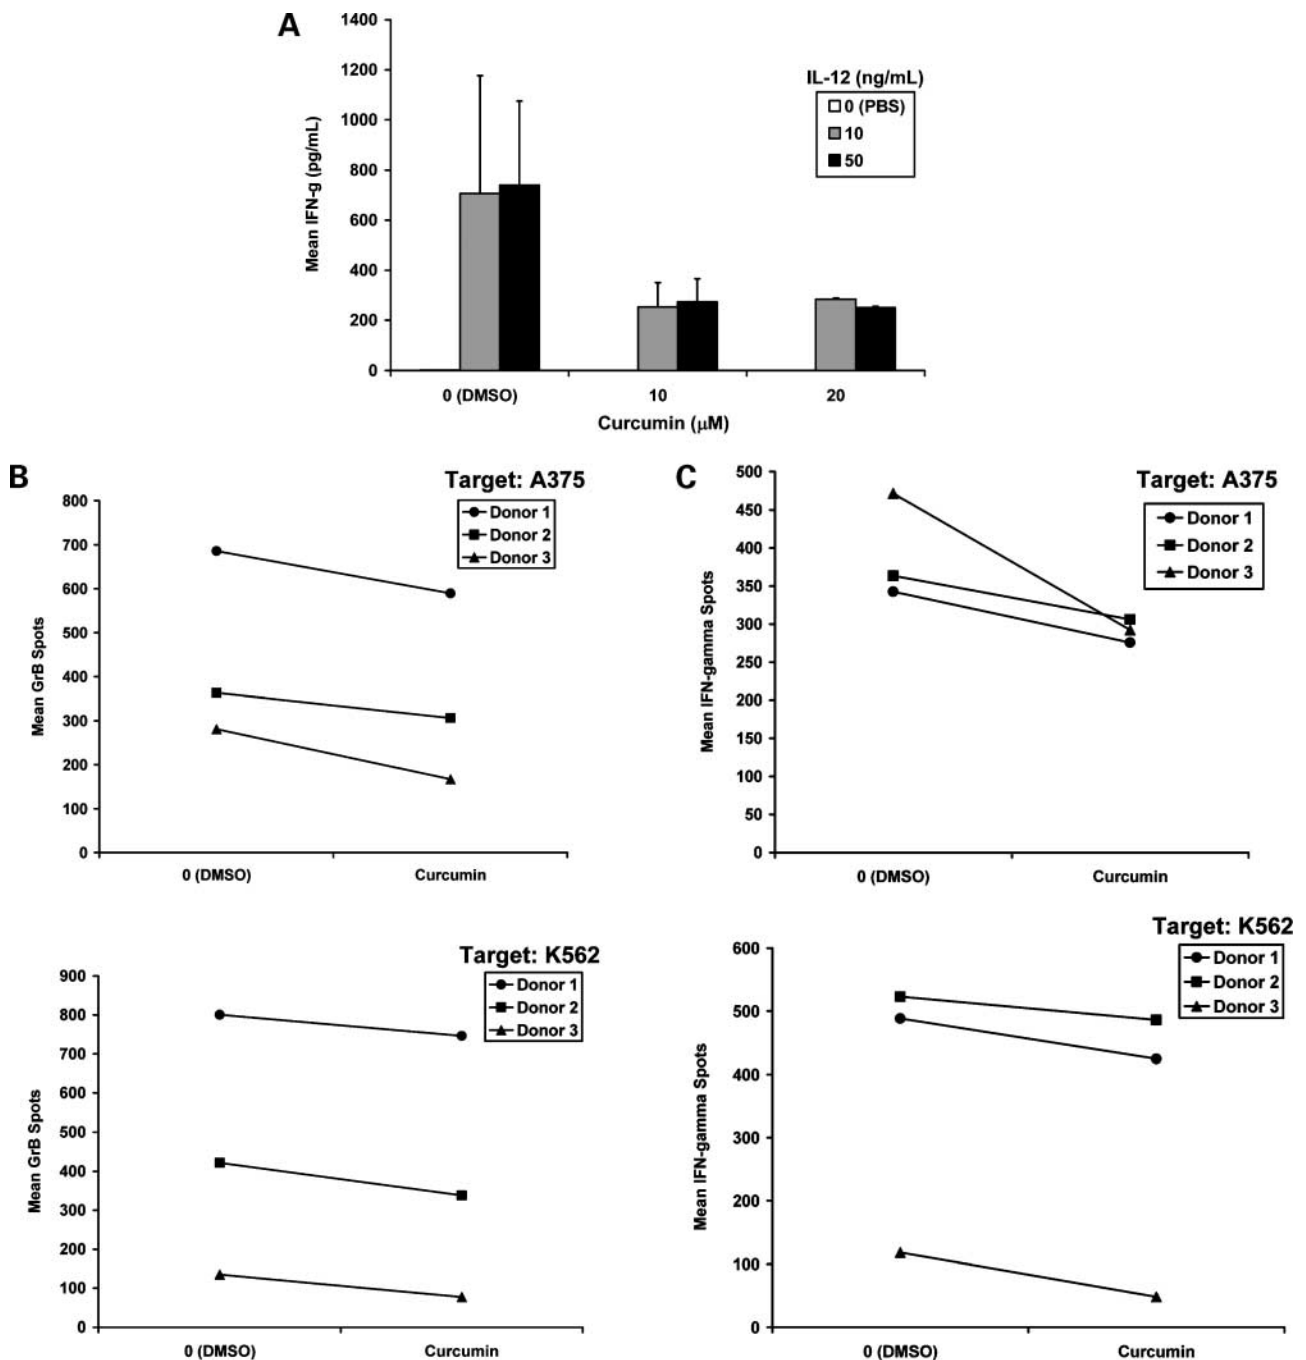 A
1400
1200
1000
800
600
400
200
0
Mean IFN-g (pg/mL)
IL-12 (ng/mL)
0 (PBS)
10
50
0 (DMSO) 10 20
Curcumin (μM)
B
Target: A375
Donor 1
Donor 2
Donor 3
800
700
600
500
400
300
200
100
0
Mean GrB Spots
0 (DMSO) Curcumin
C
Target: A375
Donor 1
Donor 2
Donor 3
500
450
400
350
300
250
200
150
100
50
0
Mean IFN-gamma Spots
0 (DMSO) Curcumin
Target: K562
Donor 1
Donor 2
Donor 3
900
800
700
600
500
400
300
200
100
0
Mean GrB Spots
0 (DMSO) Curcumin
Target: K562
Donor 1
Donor 2
Donor 3
600
500
400
300
200
100
0
Mean IFN-gamma Spots
0 (DMSO) Curcumin